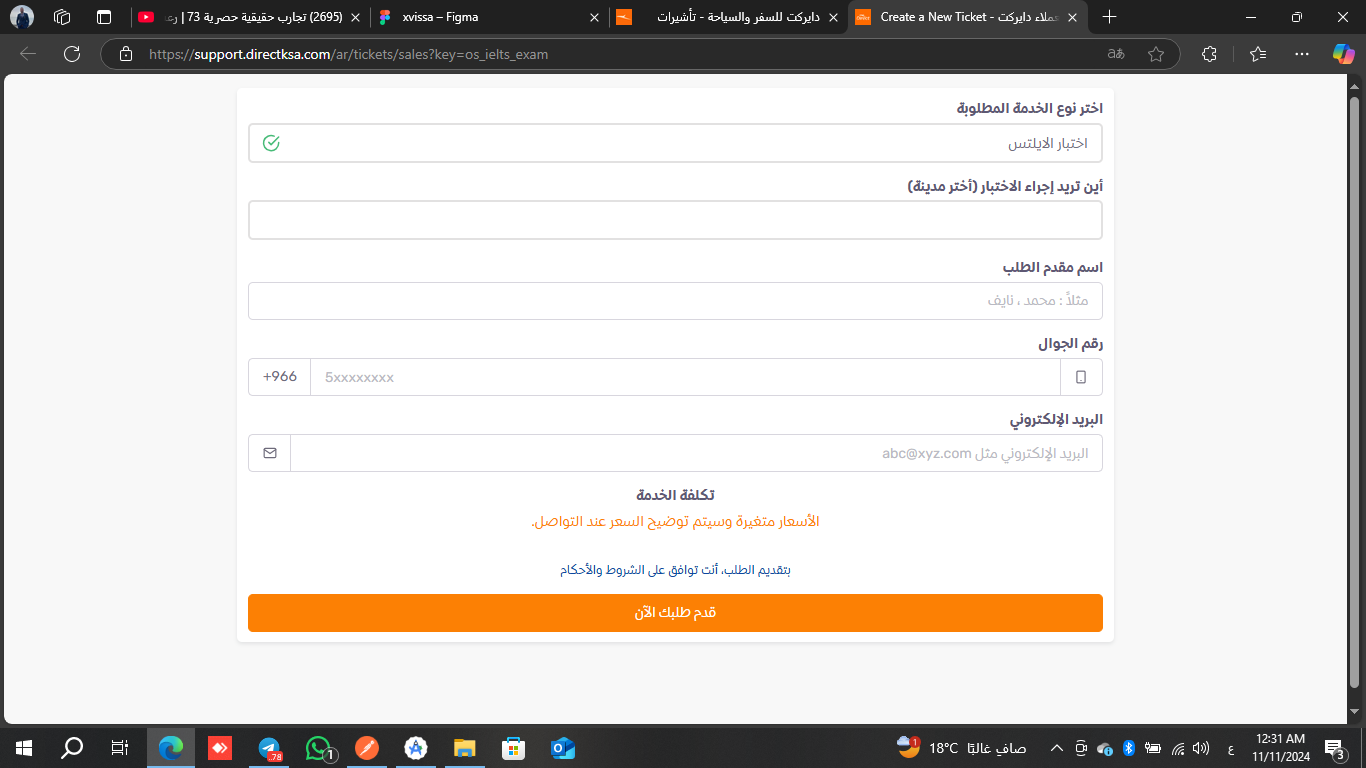 (2695) تجارب حقيقية حصرية 73 | رع
xvissa – Figma
دايركت للسفر والسياحة - تأشيرات
Create a New Ticket - عملاء دايركت
https://support.directksa.com/ar/tickets/sales?key=os_ielts_exam
اختر نوع الخدمة المطلوبة
اختبار الايلتس
أين تريد إجراء الاختبار (أختر مدينة)
اسم مقدم الطلب
مثلاً : محمد ، نايف
رقم الجوال
+966
5xxxxxxxx
البريد الإلكتروني
البريد الإلكتروني مثل abc@xyz.com
تكلفة الخدمة
الأسعار متغيرة وسيتم توضيح السعر عند التواصل.
بتقديم الطلب، أنت توافق على الشروط والأحكام
قدم طلبك الآن
78
1
1
18°C صافٍ غالبًا
ع
12:31 AM
11/11/2024
3